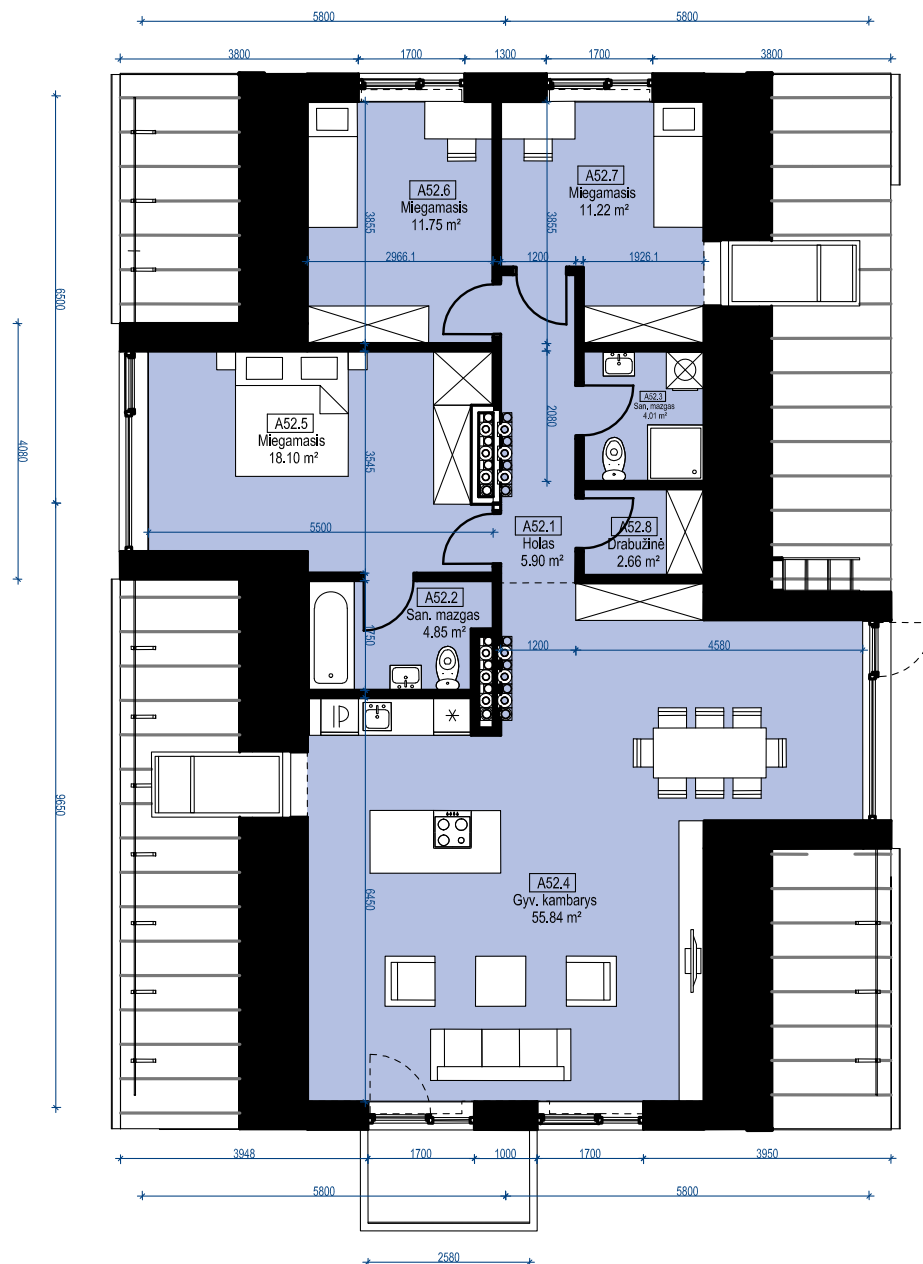 5800
5800
3800
1700
1300
1700
3800
A52.6
Miegamasis
11.75 m²
A52.7
Miegamasis
11.22 m²
3855
3855
2966.1
1200
1926.1
6500
4080
A52.5
Miegamasis
18.10 m²
3545
5500
2080
A52.3
San. mazgas
4.01 m²
A52.1
Holas
5.90 m²
A52.8
Drabužinė
2.66 m²
A52.2
San. mazgas
4.85 m²
1750
1200
4580
9650
6450
A52.4
Gyv. kambarys
55.84 m²
3948
1700
1000
1700
3950
5800
5800
2580